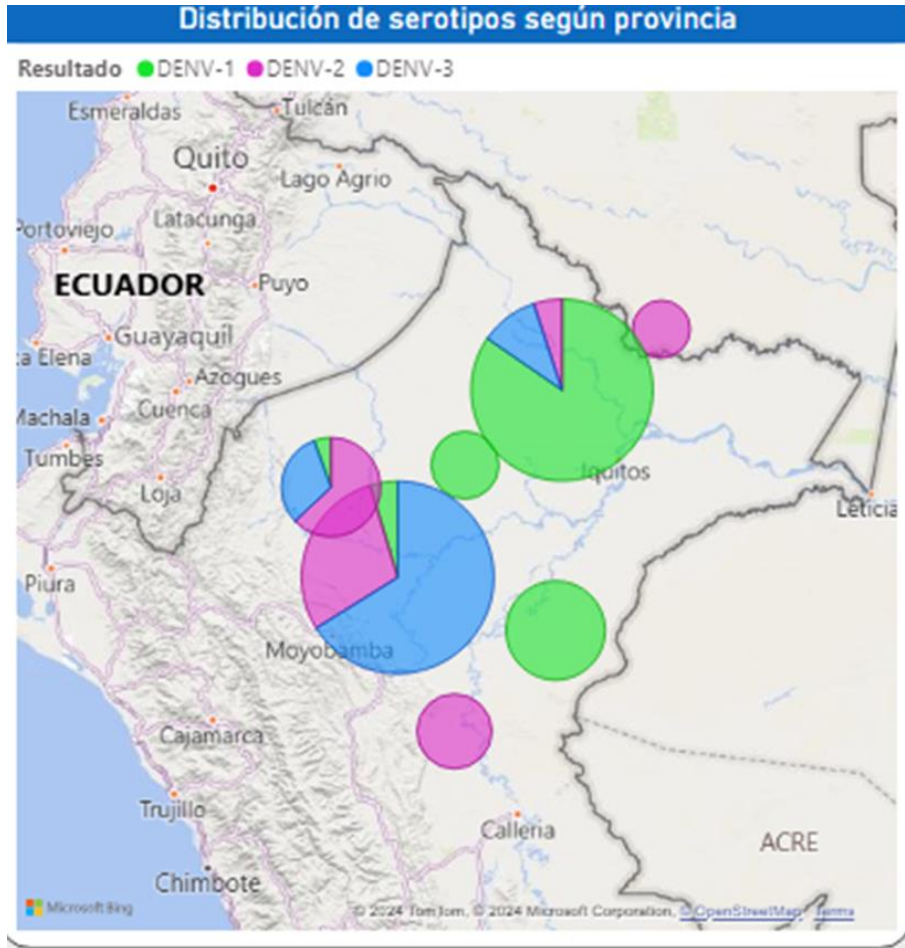 Distribución de serotipos según provincia
Resultado DENV-1 DENV-2 DENV-3
Esmeraldas
Tulcán
Quito
Lago Agrio
Latacunga
Portoviejo
ECUADOR
Puyo
Guayaquil
a Elena
Azogues
Cuenca
Machala
Tumbes
Loja
Iquitos
Leticia
Piura
Moyobamba
Cajamarca
Trujillo
Calleria
ACRE
Chimbote
Microsoft Bing
© 2024 TomTom, © 2024 Microsoft Corporation, © OpenStreetMap Terms